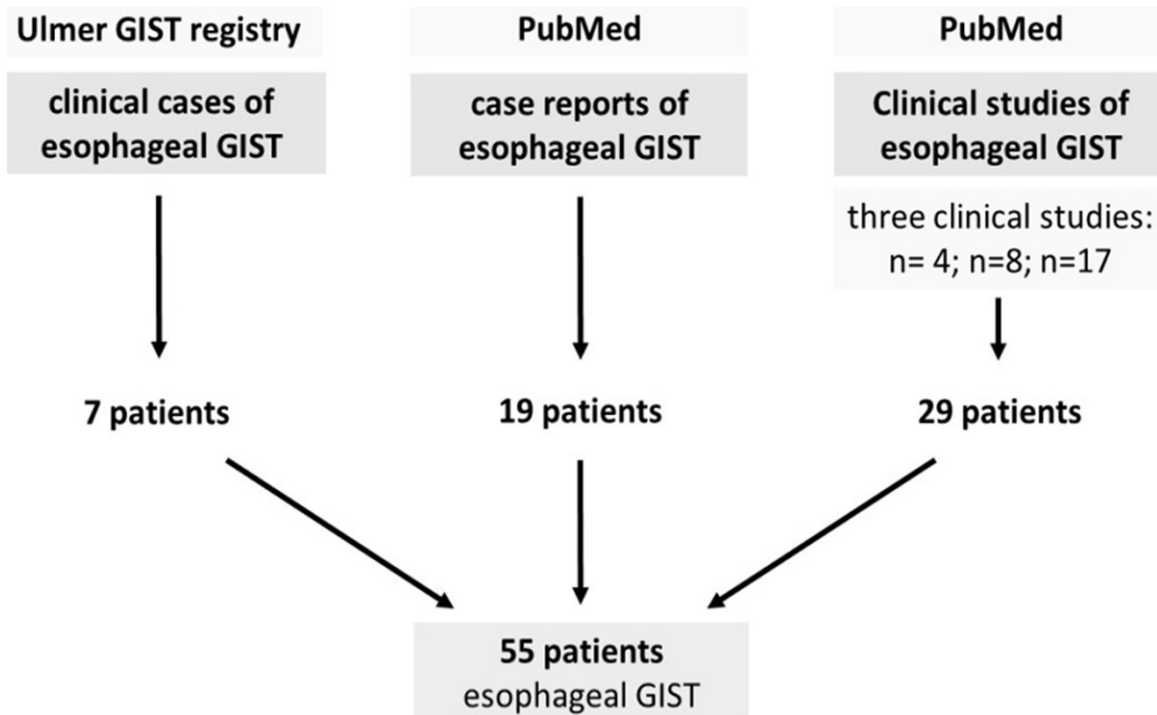 Ulmer GIST registry
clinical cases of
esophageal GIST
7 patients
PubMed
case reports of
esophageal GIST
19 patients
PubMed
Clinical studies of
esophageal GIST
three clinical studies:
n= 4; n=8; n=17
29 patients
55 patients
esophageal GIST